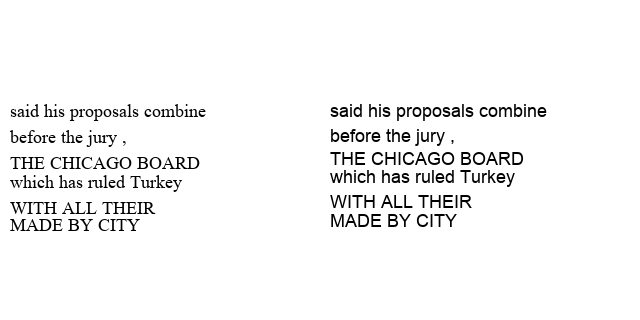 said his proposals combine
before the jury ,
THE CHICAGO BOARD
which has ruled Turkey
WITH ALL THEIR
MADE BY CITY
said his proposals combine
before the jury ,
THE CHICAGO BOARD
which has ruled Turkey
WITH ALL THEIR
MADE BY CITY